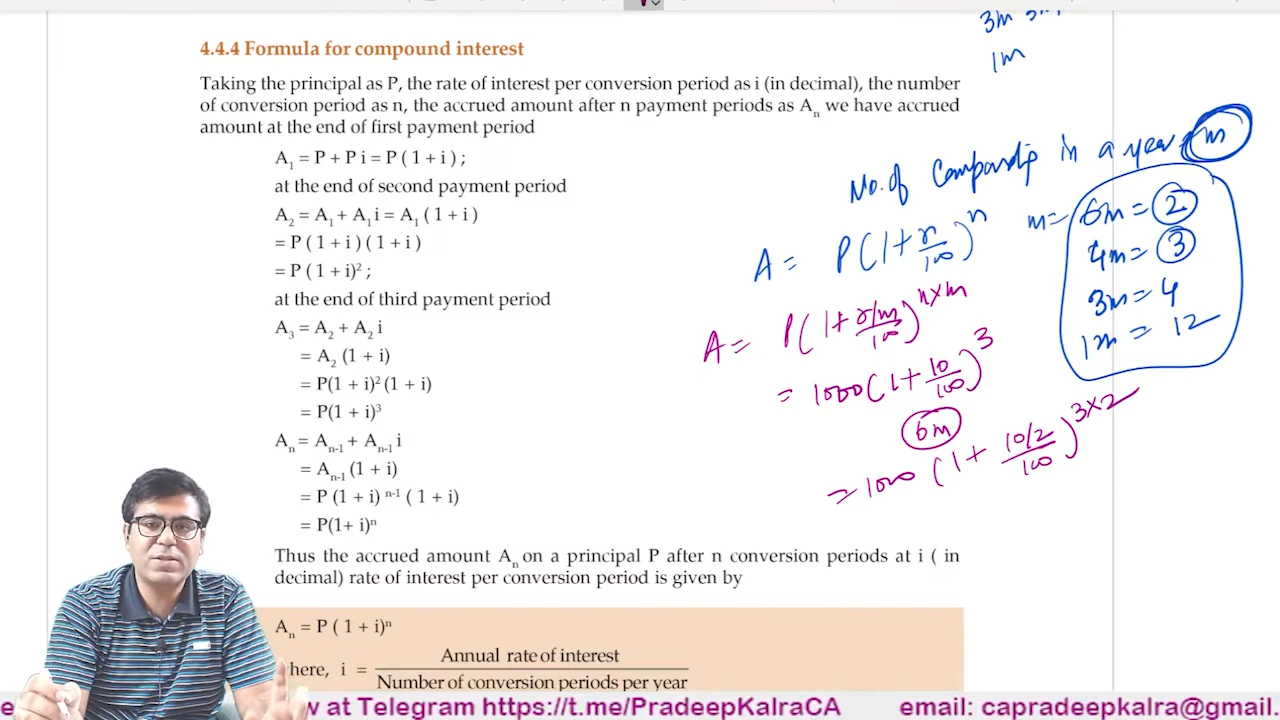 4.4.4 Formula for compound interest
Taking the principal as P, the rate of interest per conversion period as i (in decimal), the number
of conversion period as n, the accrued amount after n payment periods as Aₙ we have accrued
amount at the end of first payment period
A₁ = P + P i = P ( 1 + i ) ;
at the end of second payment period
A₂ = A₁ + A₁ i = A₁ ( 1 + i )
= P ( 1 + i ) ( 1 + i )
= P ( 1 + i)² ;
at the end of third payment period
A₃ = A₂ + A₂ i
= A₂ (1 + i)
= P(1 + i)² (1 + i)
= P(1 + i)³
Aₙ = Aₙ₋₁ + Aₙ₋₁ i
= Aₙ₋₁ (1 + i)
= P (1 + i) ⁿ⁻¹ ( 1 + i)
= P(1+ i)ⁿ
Thus the accrued amount Aₙ on a principal P after n conversion periods at i ( in
decimal) rate of interest per conversion period is given by
Aₙ = P ( 1 + i)ⁿ
here, i = Annual rate of interest
Number of conversion periods per year
3m
1m
No. of in a year m
A = P(1+r/100)ⁿ
m = 6m = 2
4m = 3
3m = 4
1m = 12
A = P(1+ (r/m)/100)ⁿˣᵐ
= 1000(1+10/100)³
6m
= 1000 (1+ (10/2)/100)³ˣ²
w at Telegram https://t.me/PradeepKalraCA
email: capradeepkalra@gmail.